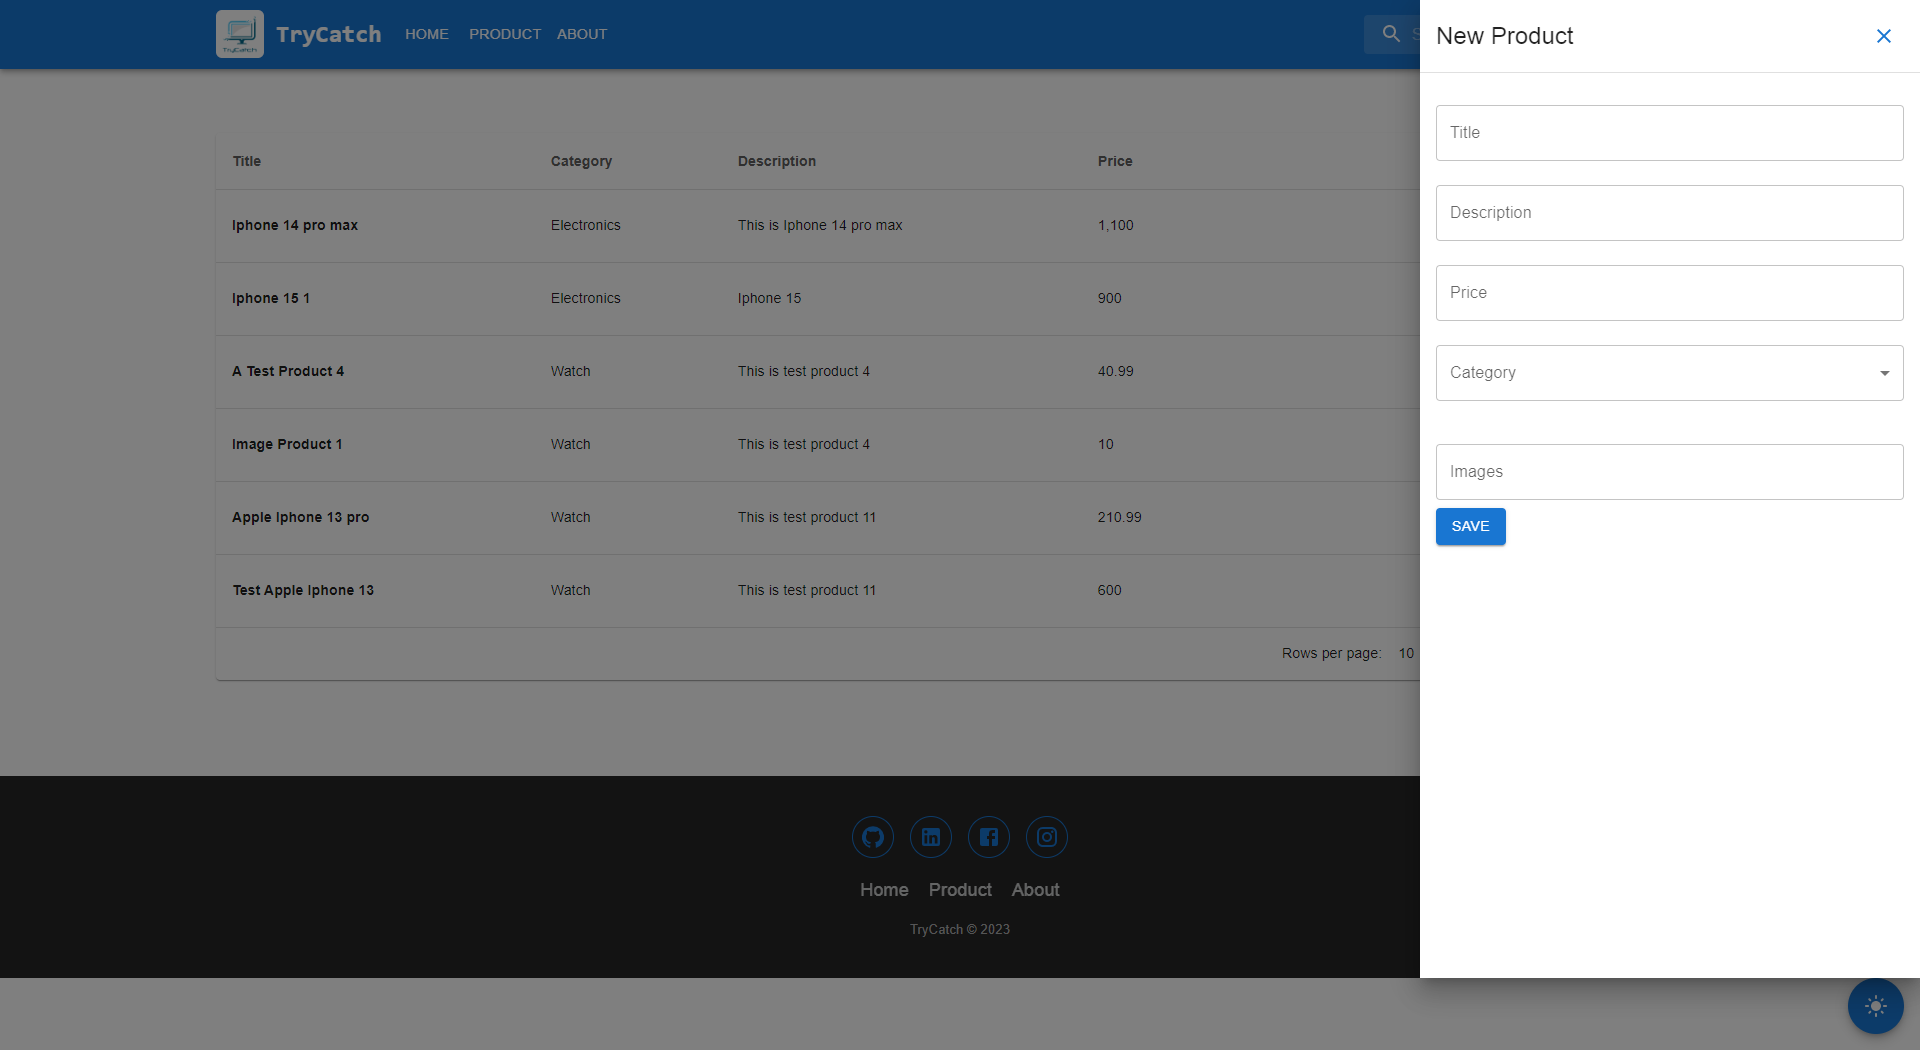 TryCatch
TryCatch HOME PRODUCT ABOUT
New Product
Title Category Description Price
Iphone 14 pro max Electronics This is Iphone 14 pro max 1,100
Iphone 15 1 Electronics Iphone 15 900
A Test Product 4 Watch This is test product 4 40.99
Image Product 1 Watch This is test product 4 10
Apple Iphone 13 pro Watch This is test product 11 210.99
Test Apple Iphone 13 Watch This is test product 11 600
Rows per page: 10
Title
Description
Price
Category
Images
SAVE
Home Product About
TryCatch © 2023